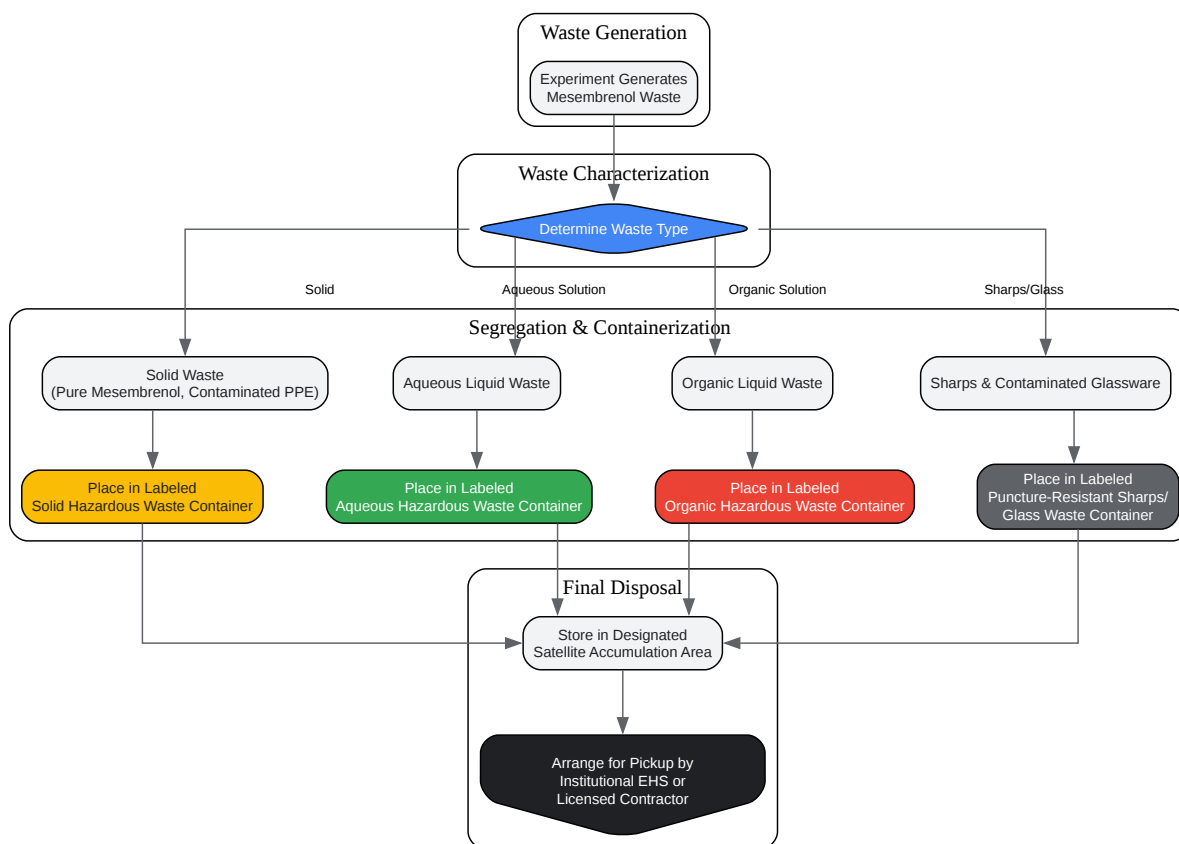 Waste Generation
Experiment Generates
Mesembrenol Waste
Waste Characterization
Determine Waste Type
Solid
Aqueous Solution
Organic Solution
Sharps/Glass
Segregation & Containerization
Solid Waste
(Pure Mesembrenol, Contaminated PPE)
Aqueous Liquid Waste
Organic Liquid Waste
Sharps & Contaminated Glassware
Place in Labeled
Solid Hazardous Waste Container
Place in Labeled
Aqueous Hazardous Waste Container
Place in Labeled
Organic Hazardous Waste Container
Place in Labeled
Puncture-Resistant Sharps/
Glass Waste Container
Final Disposal
Store in Designated
Satellite Accumulation Area
Arrange for Pickup by
Institutional EHS or
Licensed Contractor